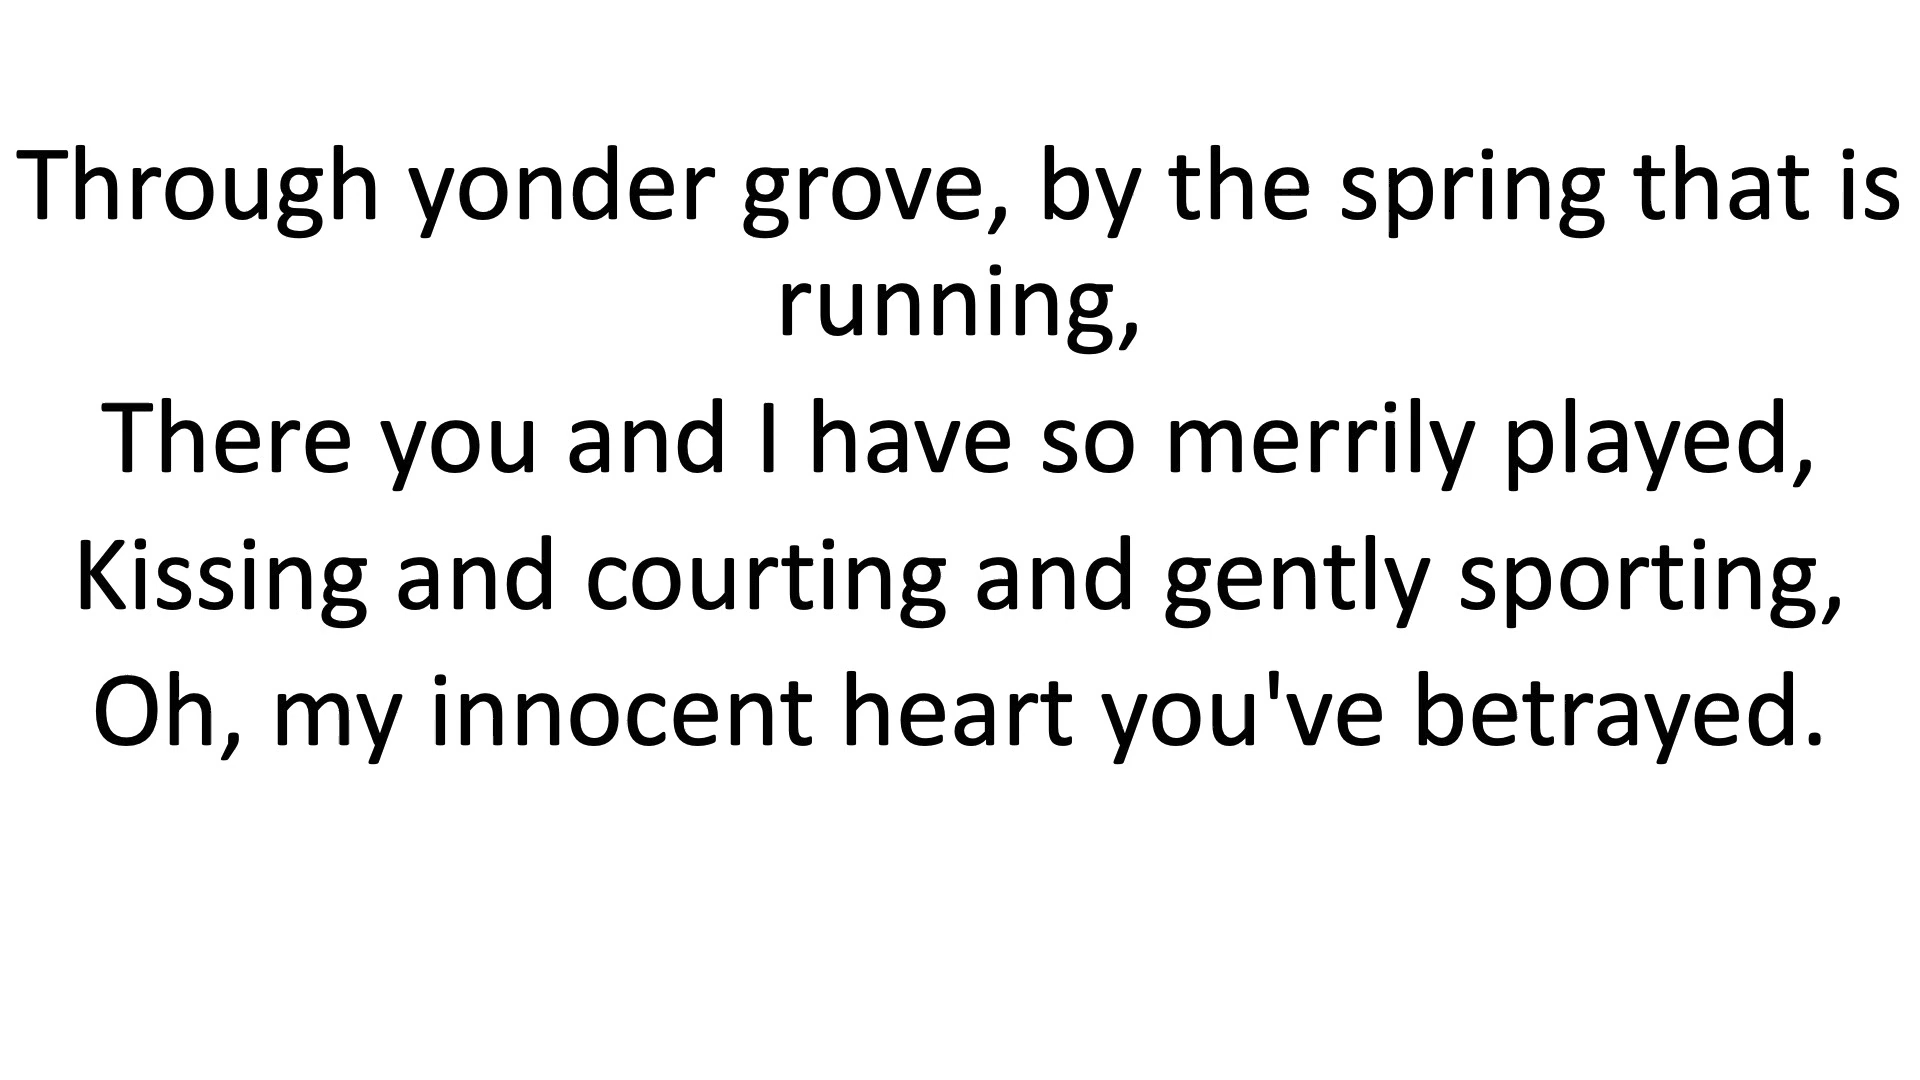 Through yonder grove, by the spring that is
running,
There you and I have so merrily played,
Kissing and courting and gently sporting,
Oh, my innocent heart you've betrayed.